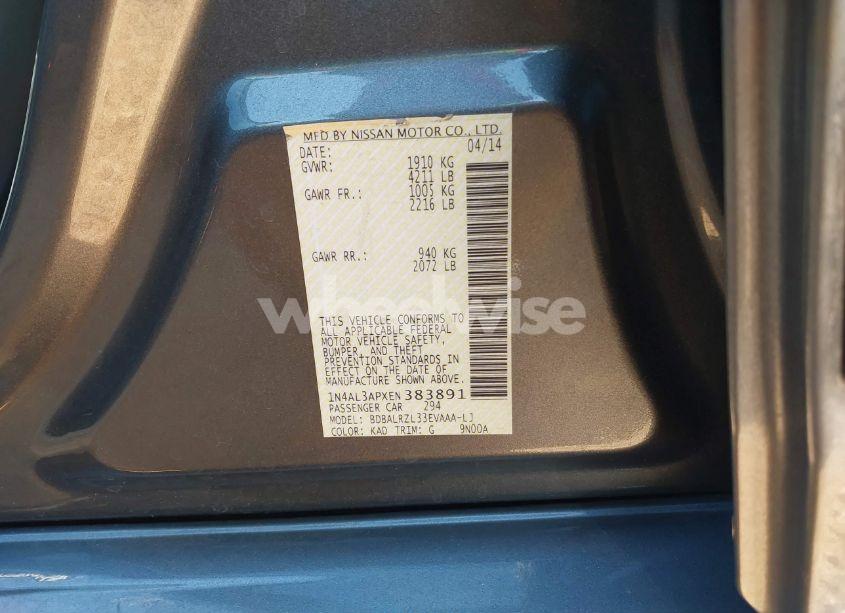 MFD BY NISSAN MOTOR CO., LTD.
DATE: 04/14
GVWR: 1910 KG
4211 LB
GAWR FR.: 1005 KG
2216 LB
GAWR RR.: 940 KG
2072 LB
wheelwise
THIS VEHICLE CONFORMS TO
ALL APPLICABLE FEDERAL
MOTOR VEHICLE SAFETY,
BUMPER, AND THEFT
PREVENTION STANDARDS IN
EFFECT ON THE DATE OF
MANUFACTURE SHOWN ABOVE.
1N4AL3APXEN 383891
PASSENGER CAR 294
MODEL: BDBALRZL33EVAAA-LJ
COLOR: KAD TRIM: G 9N00A